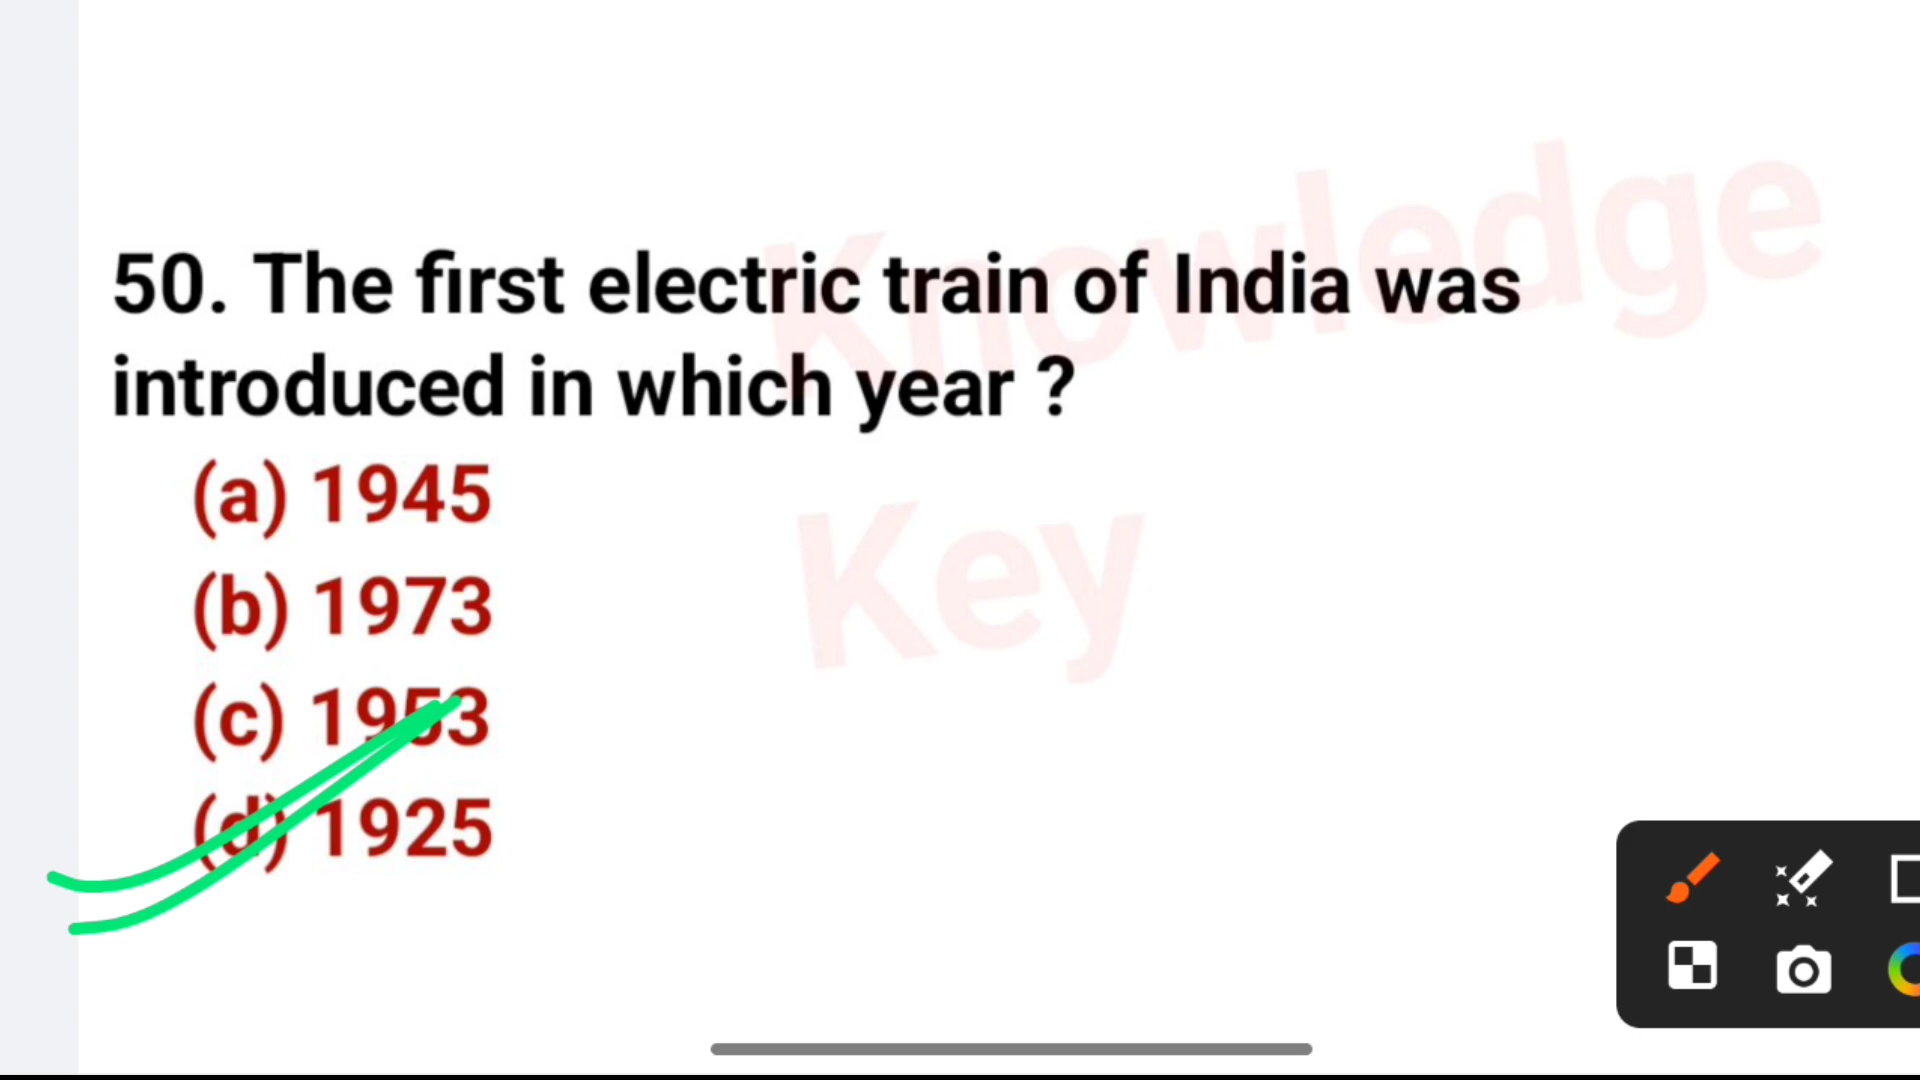 Knowledge
50. The first electric train of India was
introduced in which year ?
(a) 1945
Key
(b) 1973
(c) 1953
(d) 1925